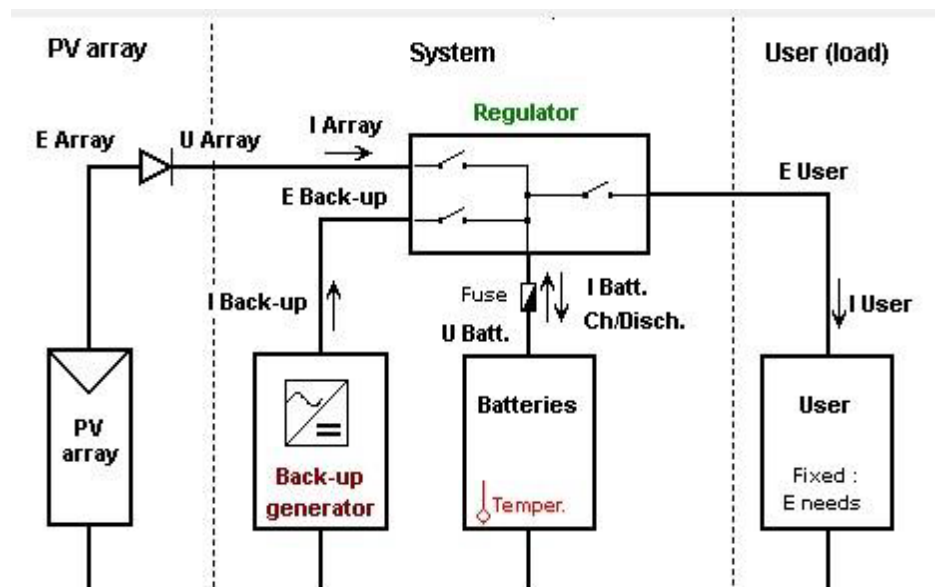 PV array
System
User (load)
Regulator
I Array
E Array
U Array
E Back-up
E User
I Back-up
Fuse
I Batt.
Ch/Disch.
U Batt.
I User
PV
array
Back-up
generator
Batteries
Temper.
User
Fixed :
E needs